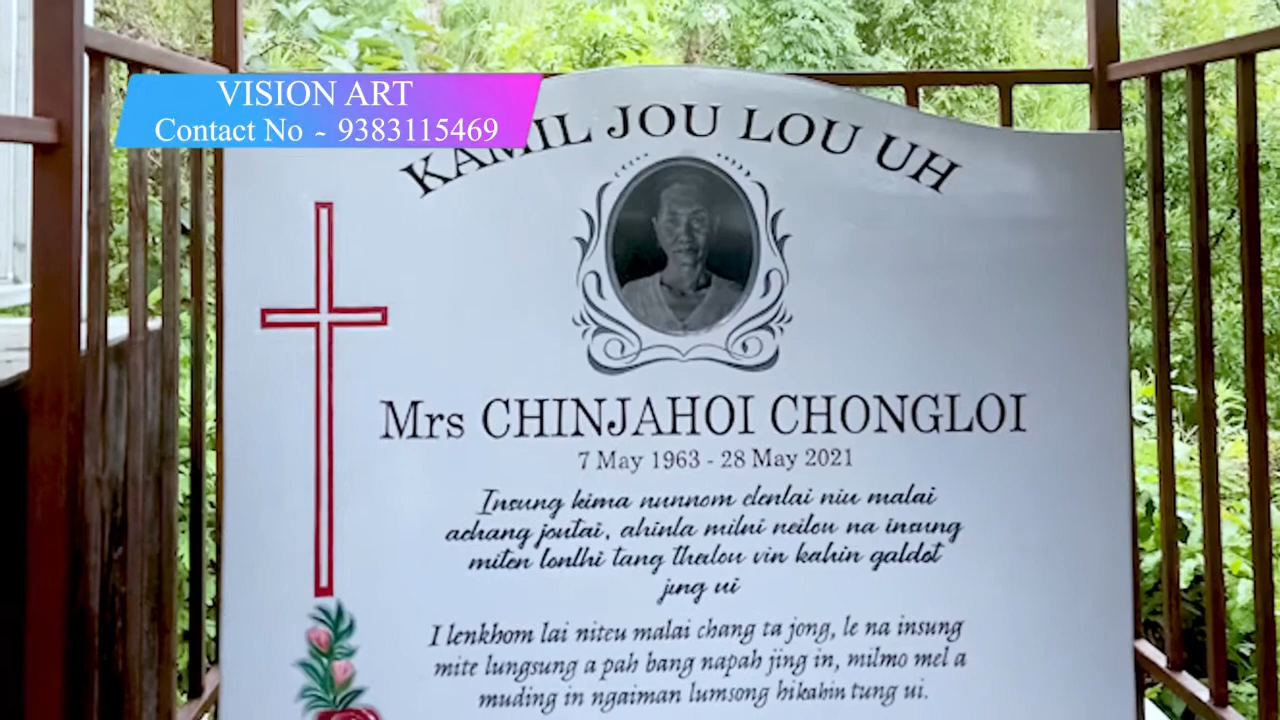 VISION ART
Contact No ~ 9383115469
KAMIL JOU LOU UH
Mrs CHINJAHOI CHONGLOI
7 May 1963 - 28 May 2021
Insung kima nunnom clenlai niu malai
achang joutai, ahinla milni neilou na insung
miten lonlhi tang thalou vin kahin galdot
jing ui
I lenkhom lai niteu malai chang ta jong, le na insung
mite lungsung a pah bang napah jing in, milmo mel a
muding in ngaiman lumsong hikahin tung ui.